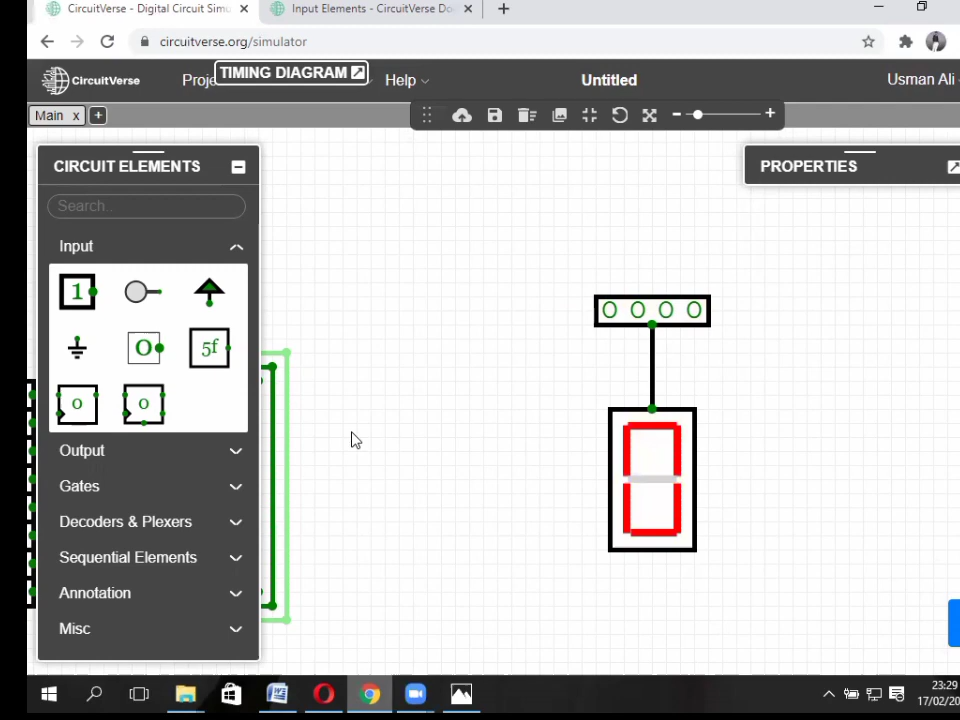 CircuitVerse - Digital Circuit Simu
Input Elements - CircuitVerse Do
circuitverse.org/simulator
CircuitVerse
Proje
TIMING DIAGRAM
Help
Untitled
Usman Ali
Main x +
CIRCUIT ELEMENTS
PROPERTIES
Search..
Input
1
0
5f
0 0
0 0 0 0
Output
Gates
Decoders & Plexers
Sequential Elements
Annotation
Misc
23:29
17/02/20